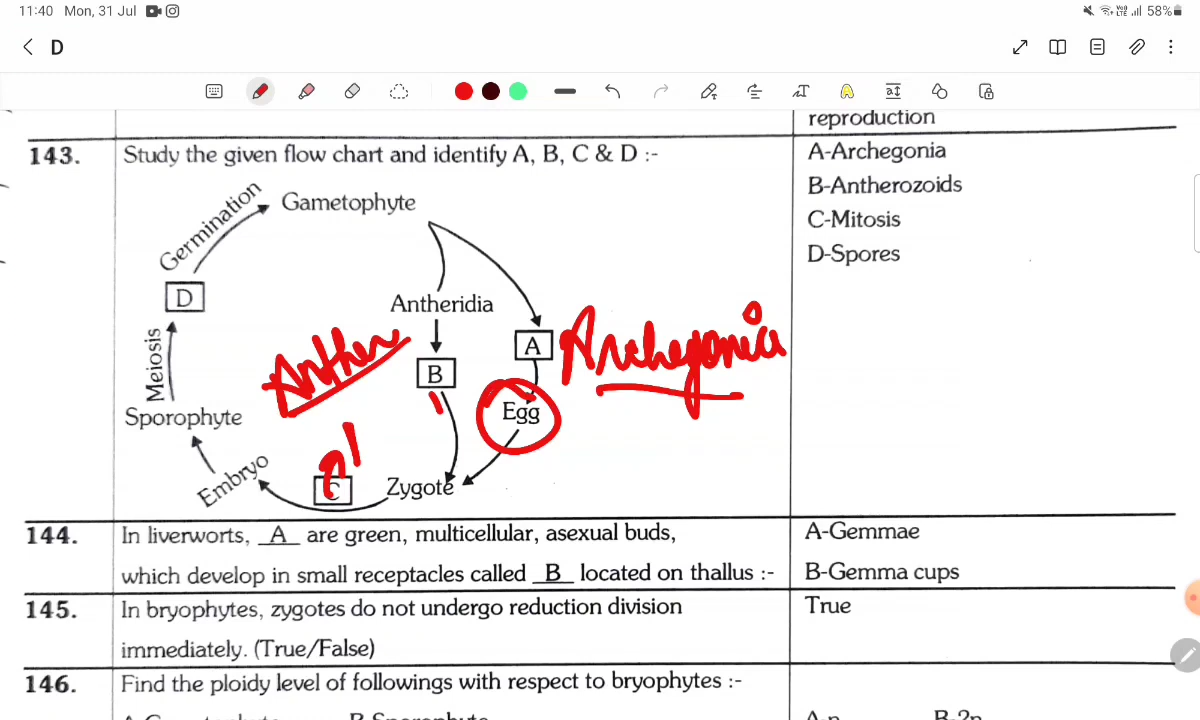 11:40 Mon, 31 Jul
58%
D
reproduction
143.
Study the given flow chart and identify A, B, C & D :-
A-Archegonia
B-Antherozoids
C-Mitosis
D-Spores
Germination
Gametophyte
D
Antheridia
Meiosis
A
Archegonia
Anther
B
Egg
Sporophyte
Embryo
C
Zygote
144.
In liverworts, A are green, multicellular, asexual buds,
which develop in small receptacles called B located on thallus :-
A-Gemmae
B-Gemma cups
145.
In bryophytes, zygotes do not undergo reduction division
immediately. (True/False)
True
146.
Find the ploidy level of followings with respect to bryophytes :-